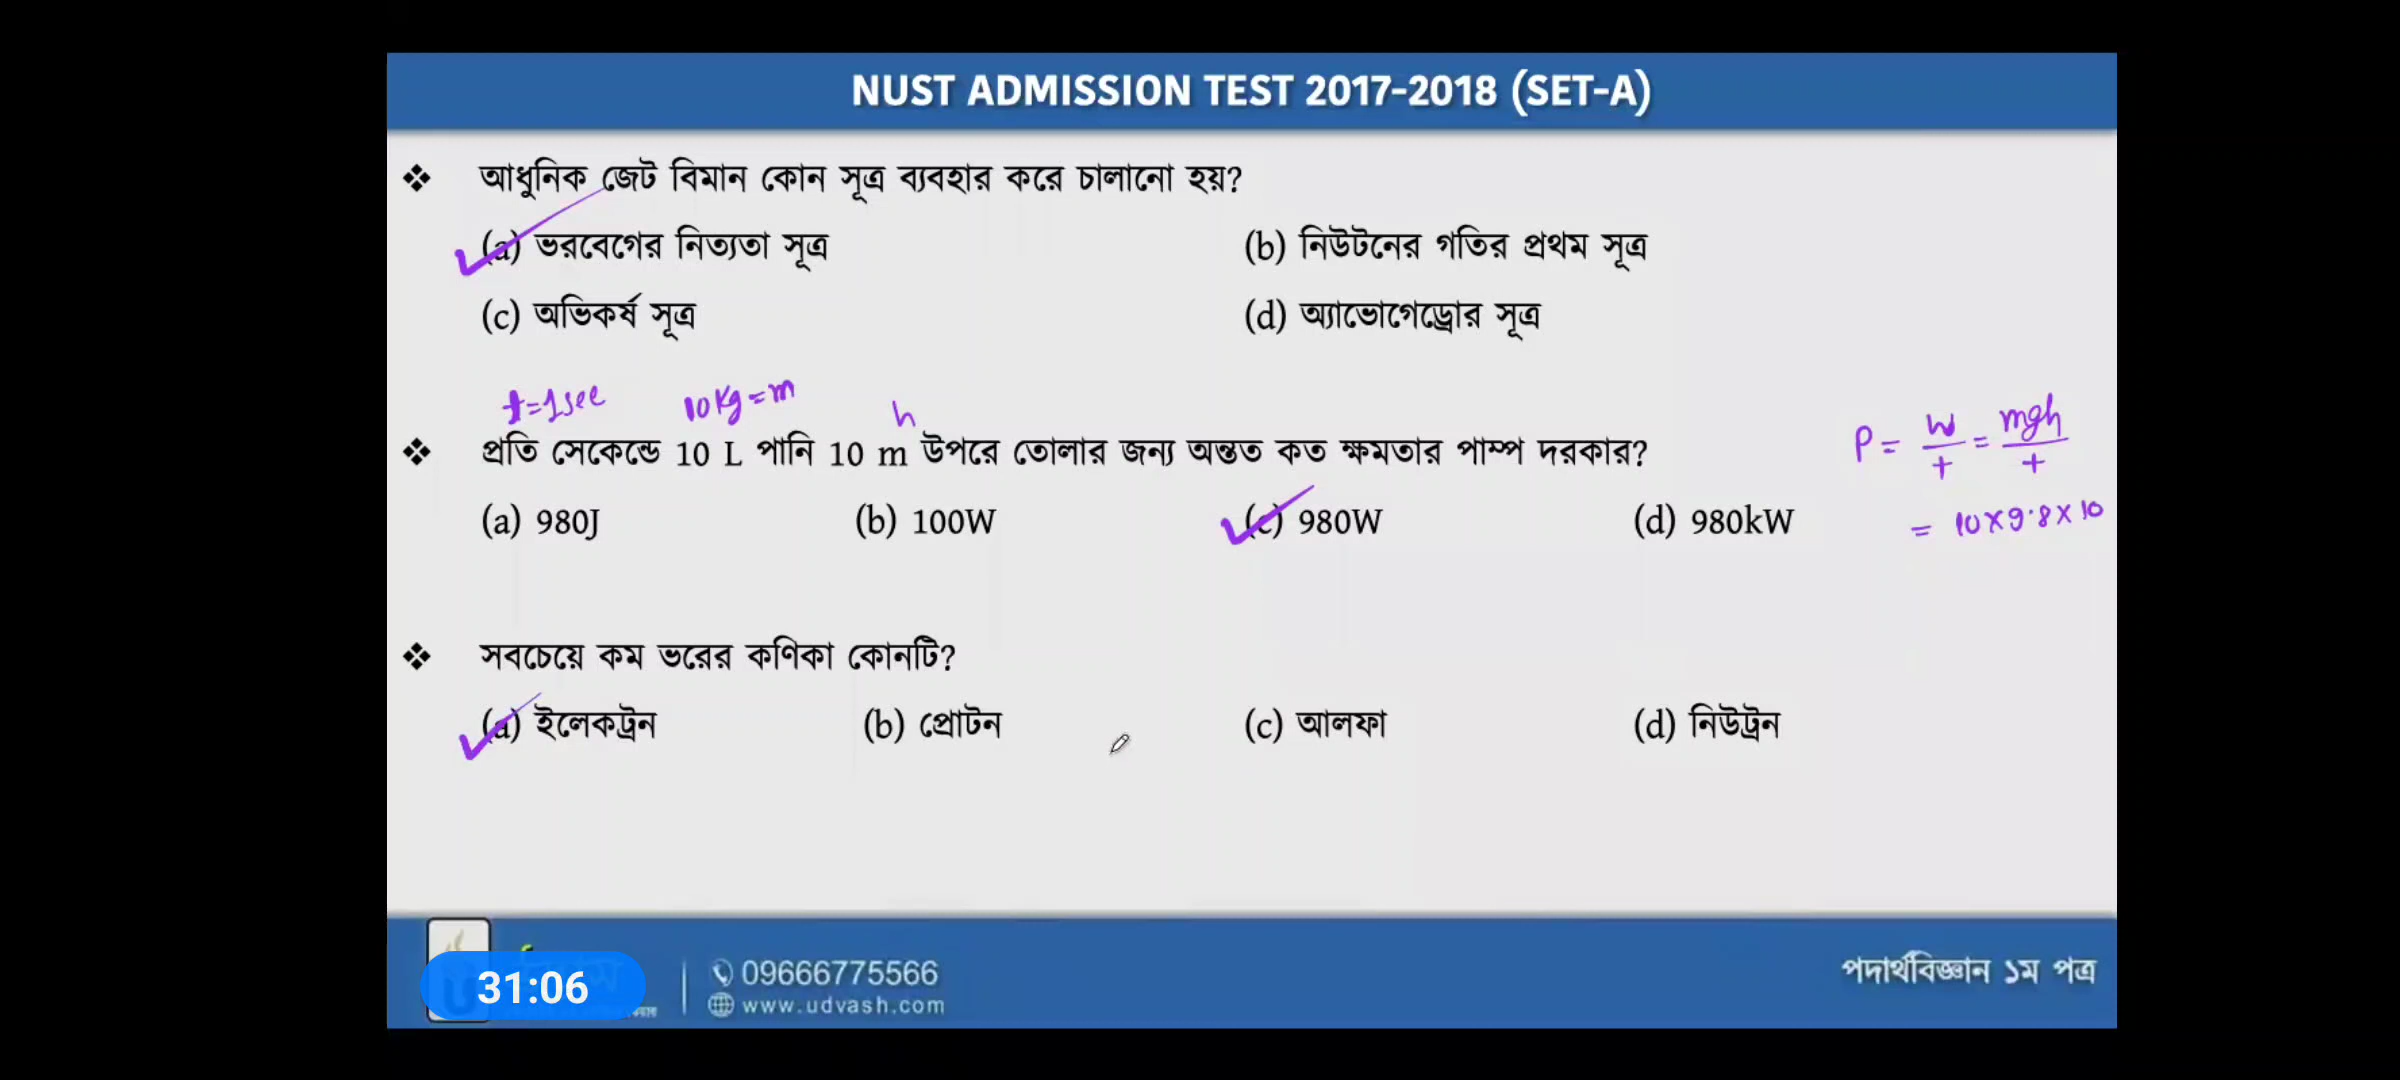 NUST ADMISSION TEST 2017-2018 (SET-A)
❖ আধুনিক জেট বিমান কোন সূত্র ব্যবহার করে চালানো হয়?
(a) ভরবেগের নিত্যতা সূত্র (b) নিউটনের গতির প্রথম সূত্র
(c) অভিকর্ষ সূত্র (d) অ্যাভোগেড্রোর সূত্র
t=1sec 10Kg=m h
❖ প্রতি সেকেন্ডে 10 L পানি 10 m উপরে তোলার জন্য অন্তত কত ক্ষমতার পাম্প দরকার? P = W/t = mgh/t
(a) 980J (b) 100W (c) 980W (d) 980kW = 10×9.8×10
❖ সবচেয়ে কম ভরের কণিকা কোনটি?
(a) ইলেকট্রন (b) প্রোটন (c) আলফা (d) নিউট্রন
31:06
09666775566
www.udvash.com
পদার্থবিজ্ঞান ১ম পত্র